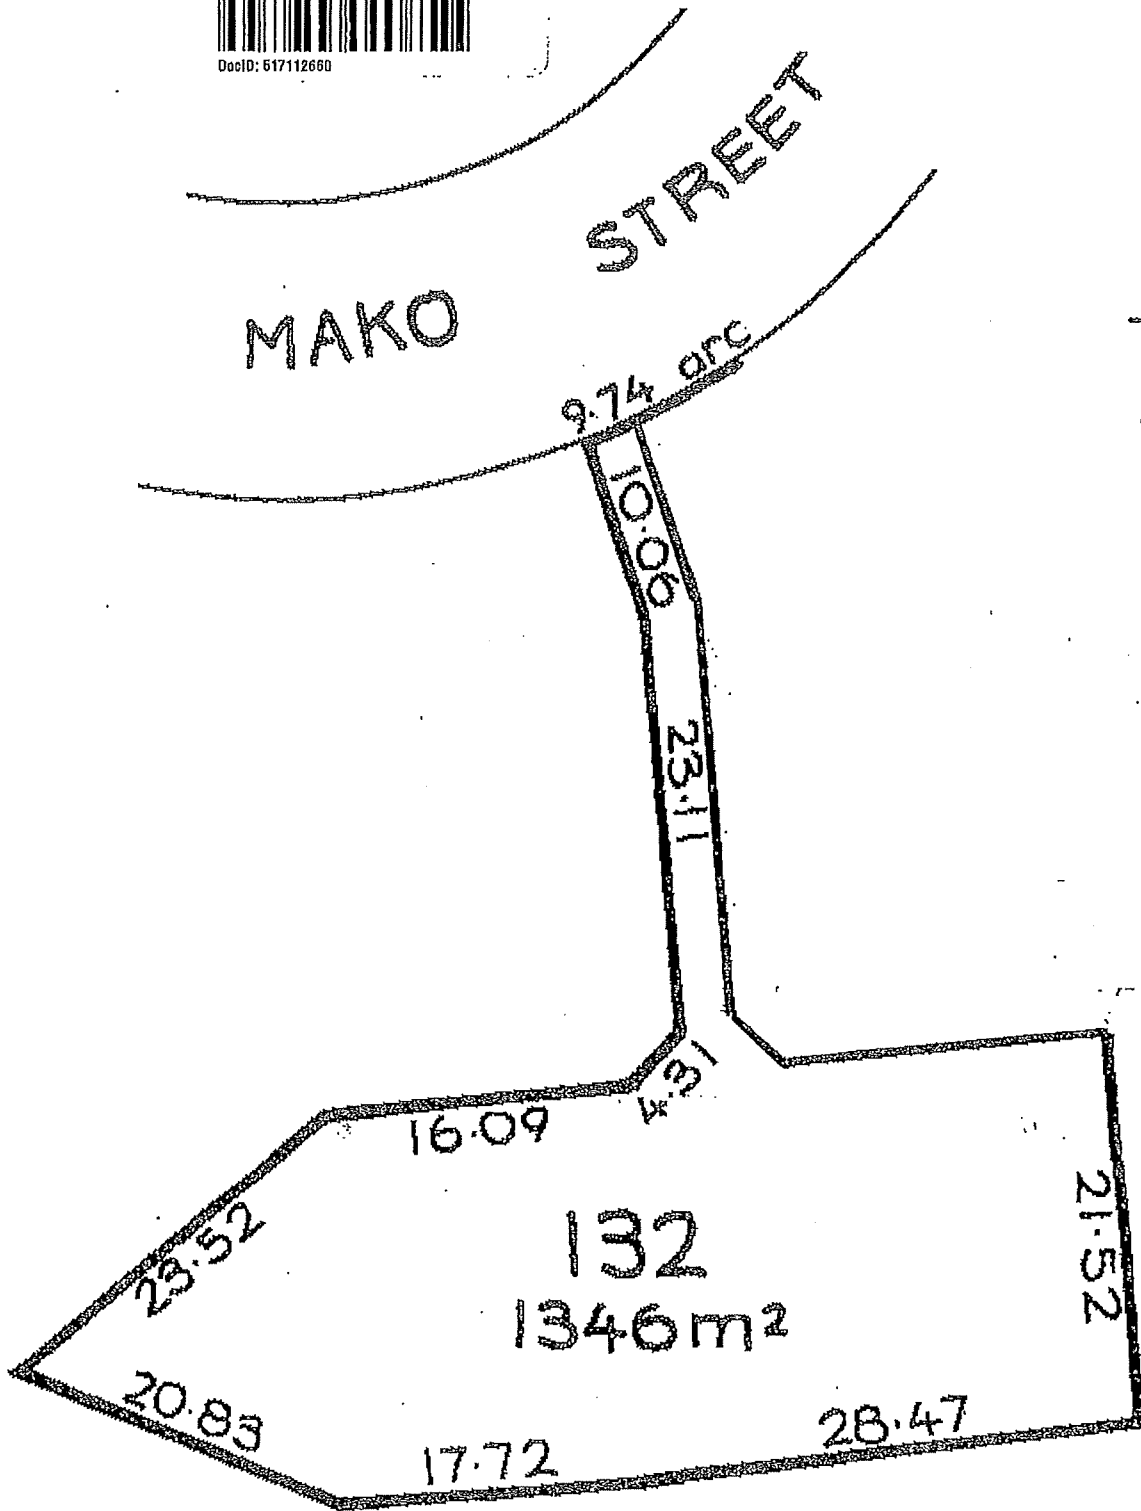 DocID: 617112660
MAKO STREET
9.74 arc
10.06
23.11
4.31
16.09
23.52
132
1346m²
21.52
20.83
17.72
28.47